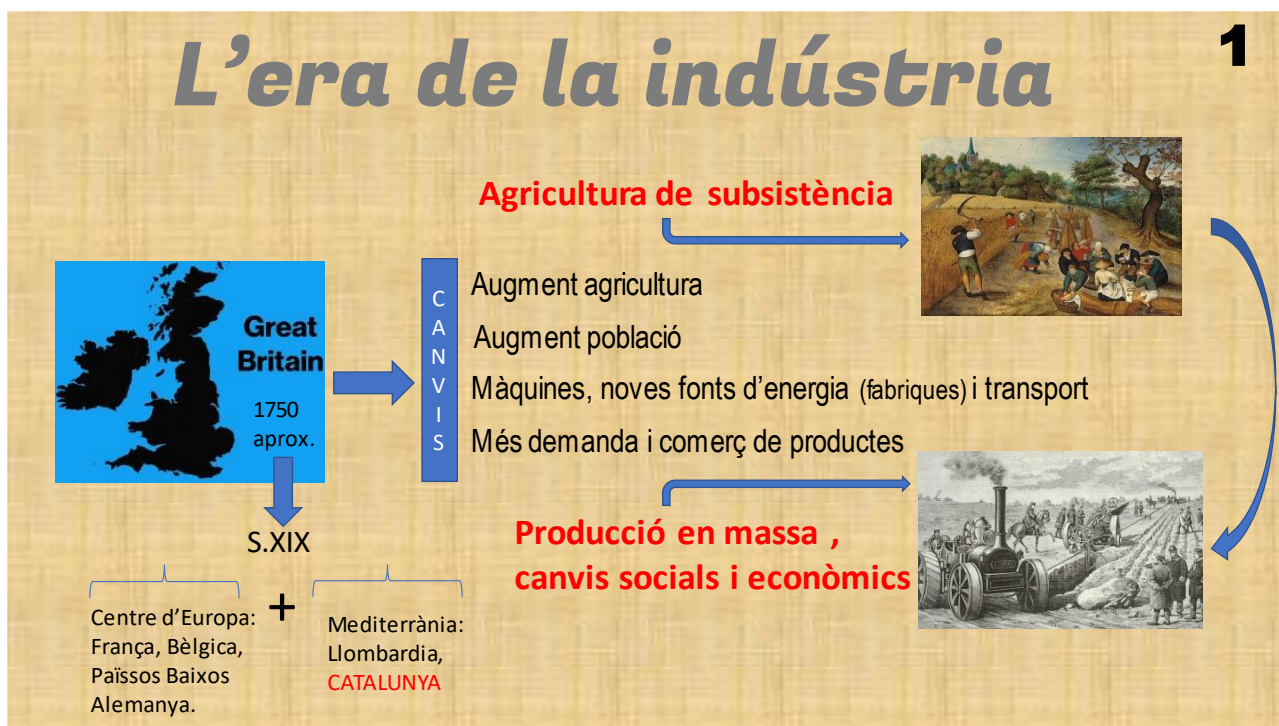 L'era de la indústria
1
Agricultura de subsistència
Great
Britain
1750
aprox.
CANVIS
Augment agricultura
Augment població
Màquines, noves fonts d'energia (fabriques) i transport
Més demanda i comerç de productes
Producció en massa ,
canvis socials i econòmics
S.XIX
Centre d'Europa:
França, Bèlgica,
Païssos Baixos
Alemanya.
+
Mediterrània:
Llombardia,
CATALUNYA